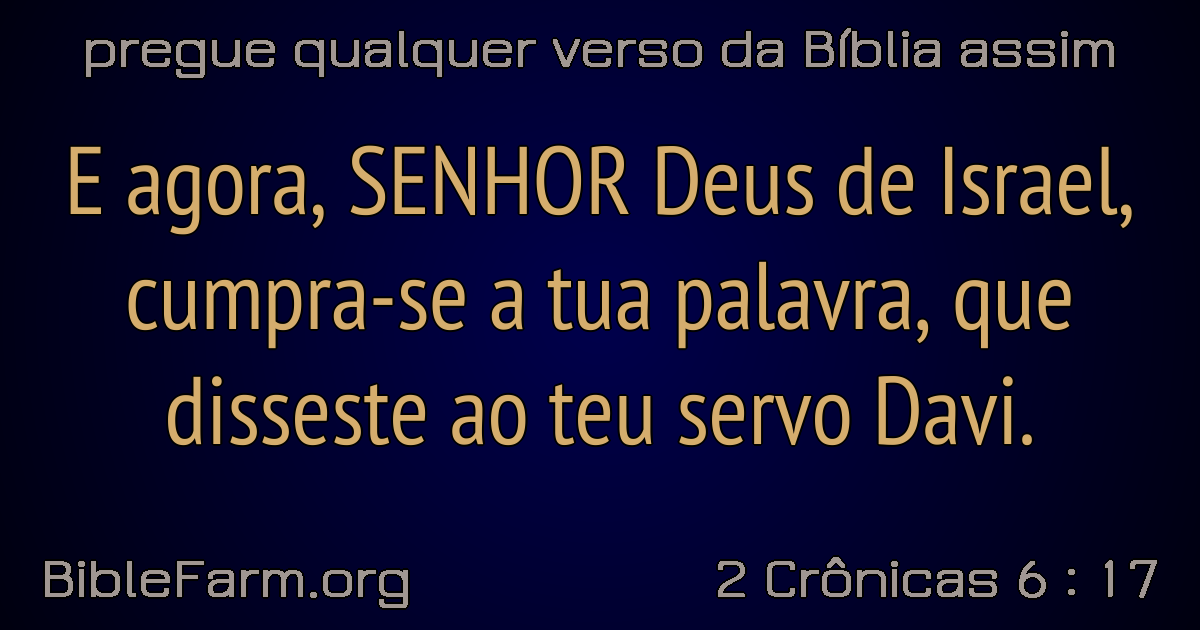 pregue qualquer verso da Bíblia assim
E agora, SENHOR Deus de Israel,
cumpra-se a tua palavra, que
disseste ao teu servo Davi.
BibleFarm.org
2 Crônicas 6 : 17